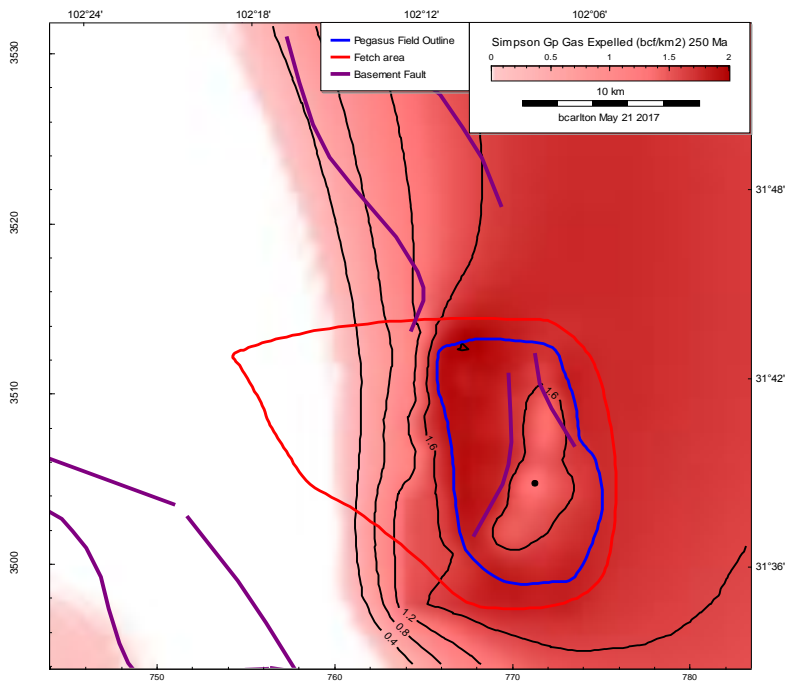 102°24' 102°18' 102°12' 102°06'
Pegasus Field Outline
Fetch area
Basement Fault
Simpson Gp Gas Expelled (bcf/km2) 250 Ma
0 0.5 1 1.5 2
10 km
bcarlton May 21 2017
3530
3520
3510
3500
31°48'
31°42'
31°36'
1.6
1.6
1.2
0.8
0.4
750 760 770 780